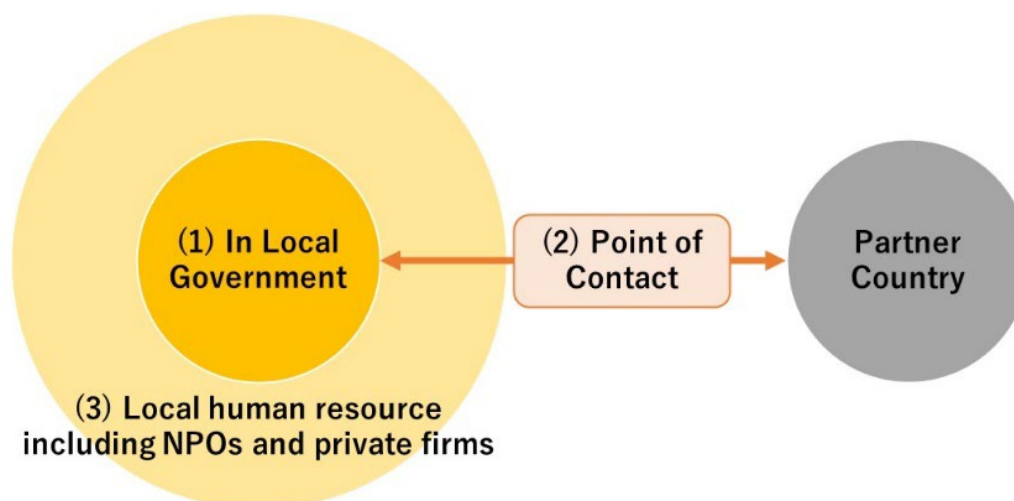 (1) In Local
Government
(2) Point of
Contact
Partner
Country
(3) Local human resource
including NPOs and private firms